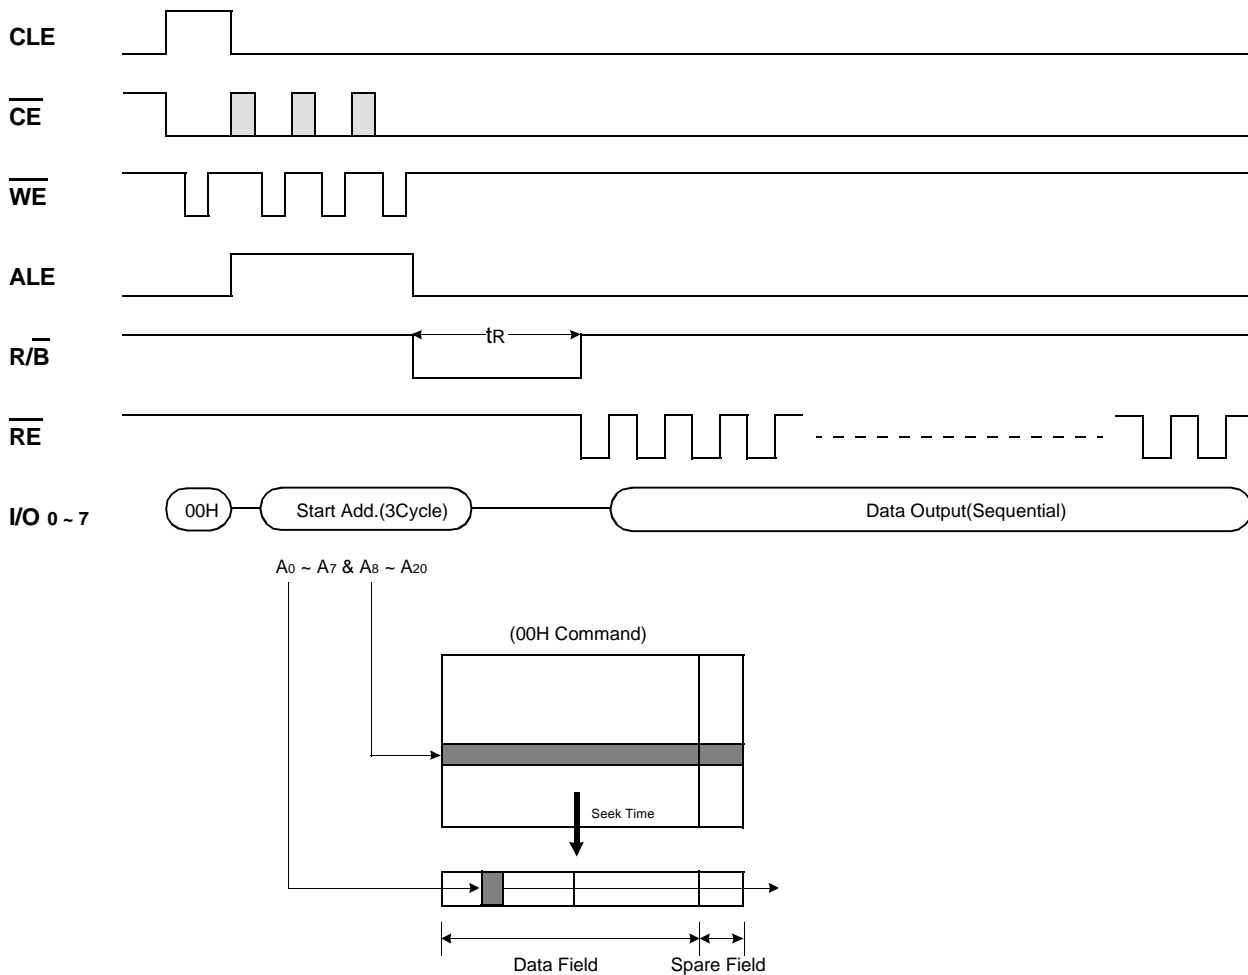 CLE
CE
WE
ALE
R/B
tR
RE
I/O 0 ~ 7
00H
Start Add.(3Cycle)
Data Output(Sequential)
A0 ~ A7 & A8 ~ A20
(00H Command)
Seek Time
Data Field
Spare Field